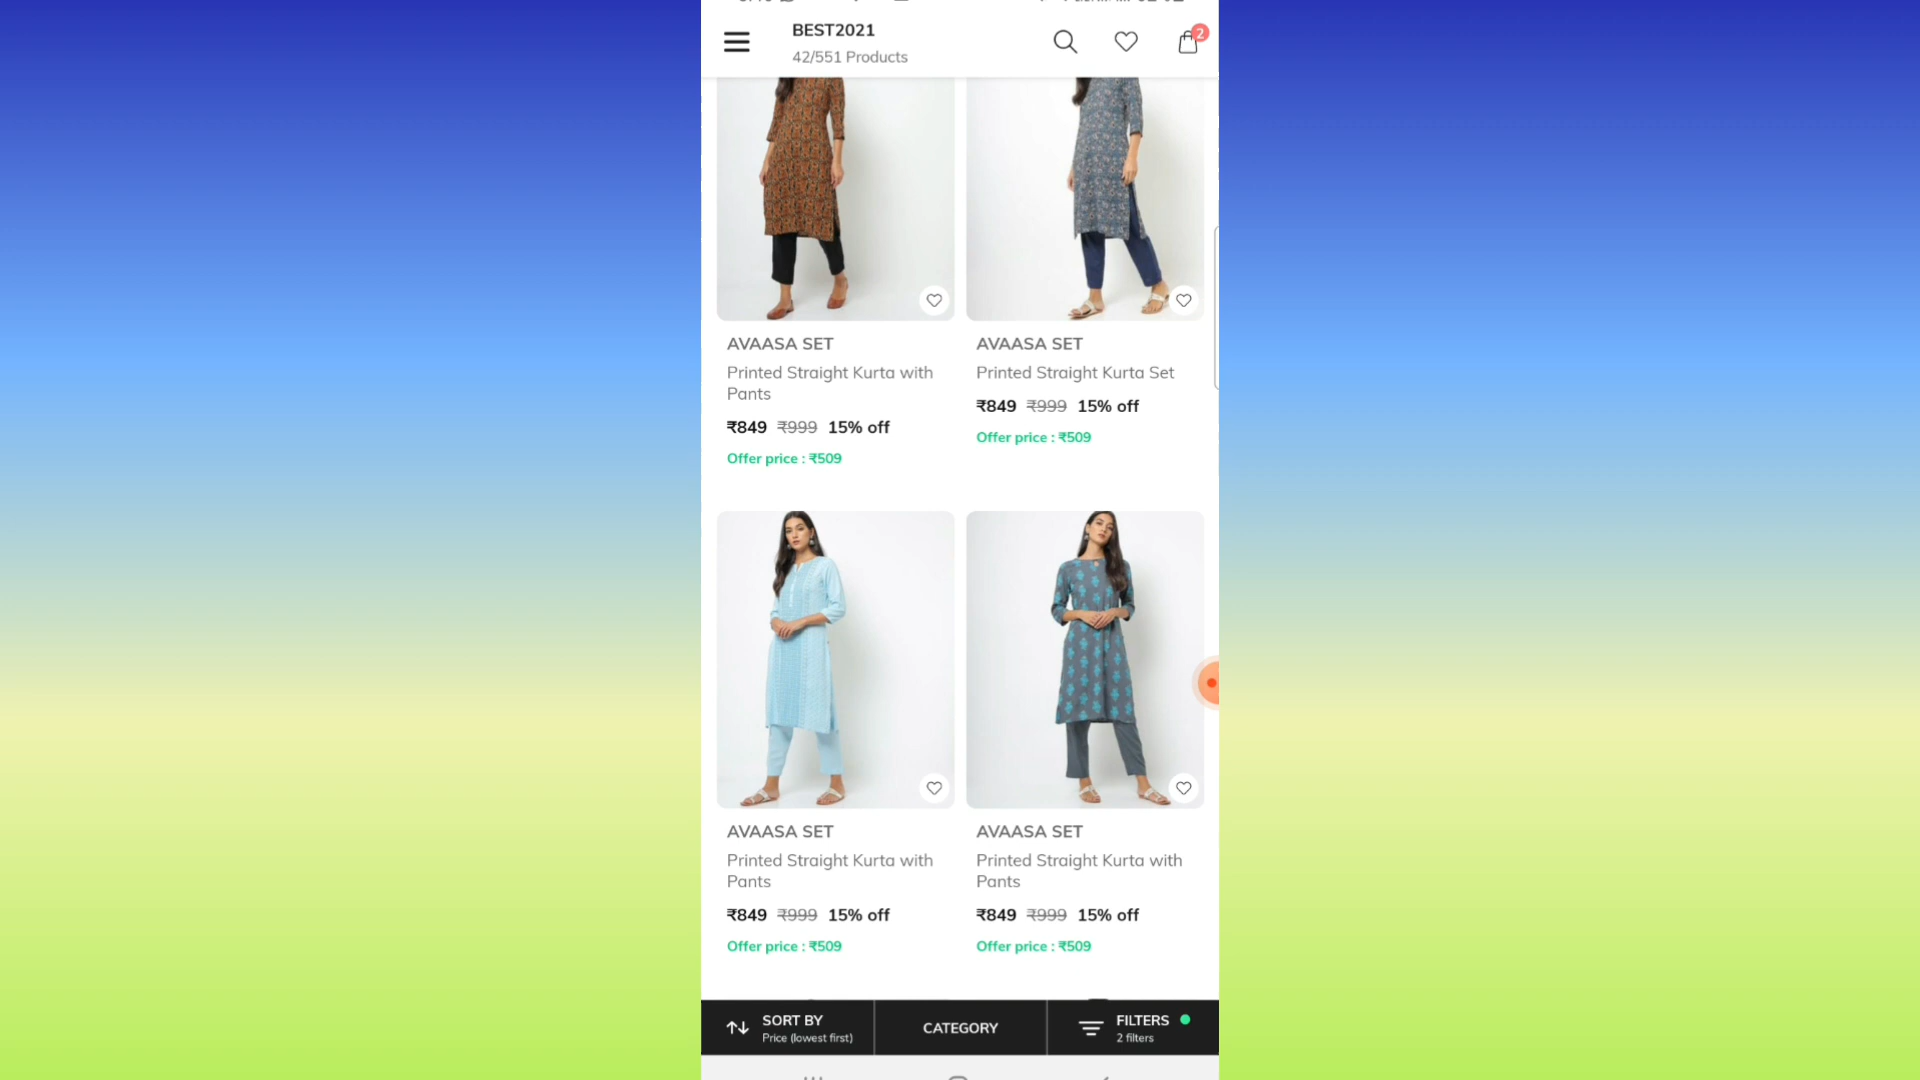 BEST2021
42/551 Products
2
AVAASA SET
Printed Straight Kurta with
Pants
₹849 ₹999 15% off
Offer price : ₹509
AVAASA SET
Printed Straight Kurta Set
₹849 ₹999 15% off
Offer price : ₹509
AVAASA SET
Printed Straight Kurta with
Pants
₹849 ₹999 15% off
Offer price : ₹509
AVAASA SET
Printed Straight Kurta with
Pants
₹849 ₹999 15% off
Offer price : ₹509
SORT BY
Price (lowest first)
CATEGORY
FILTERS
2 filters